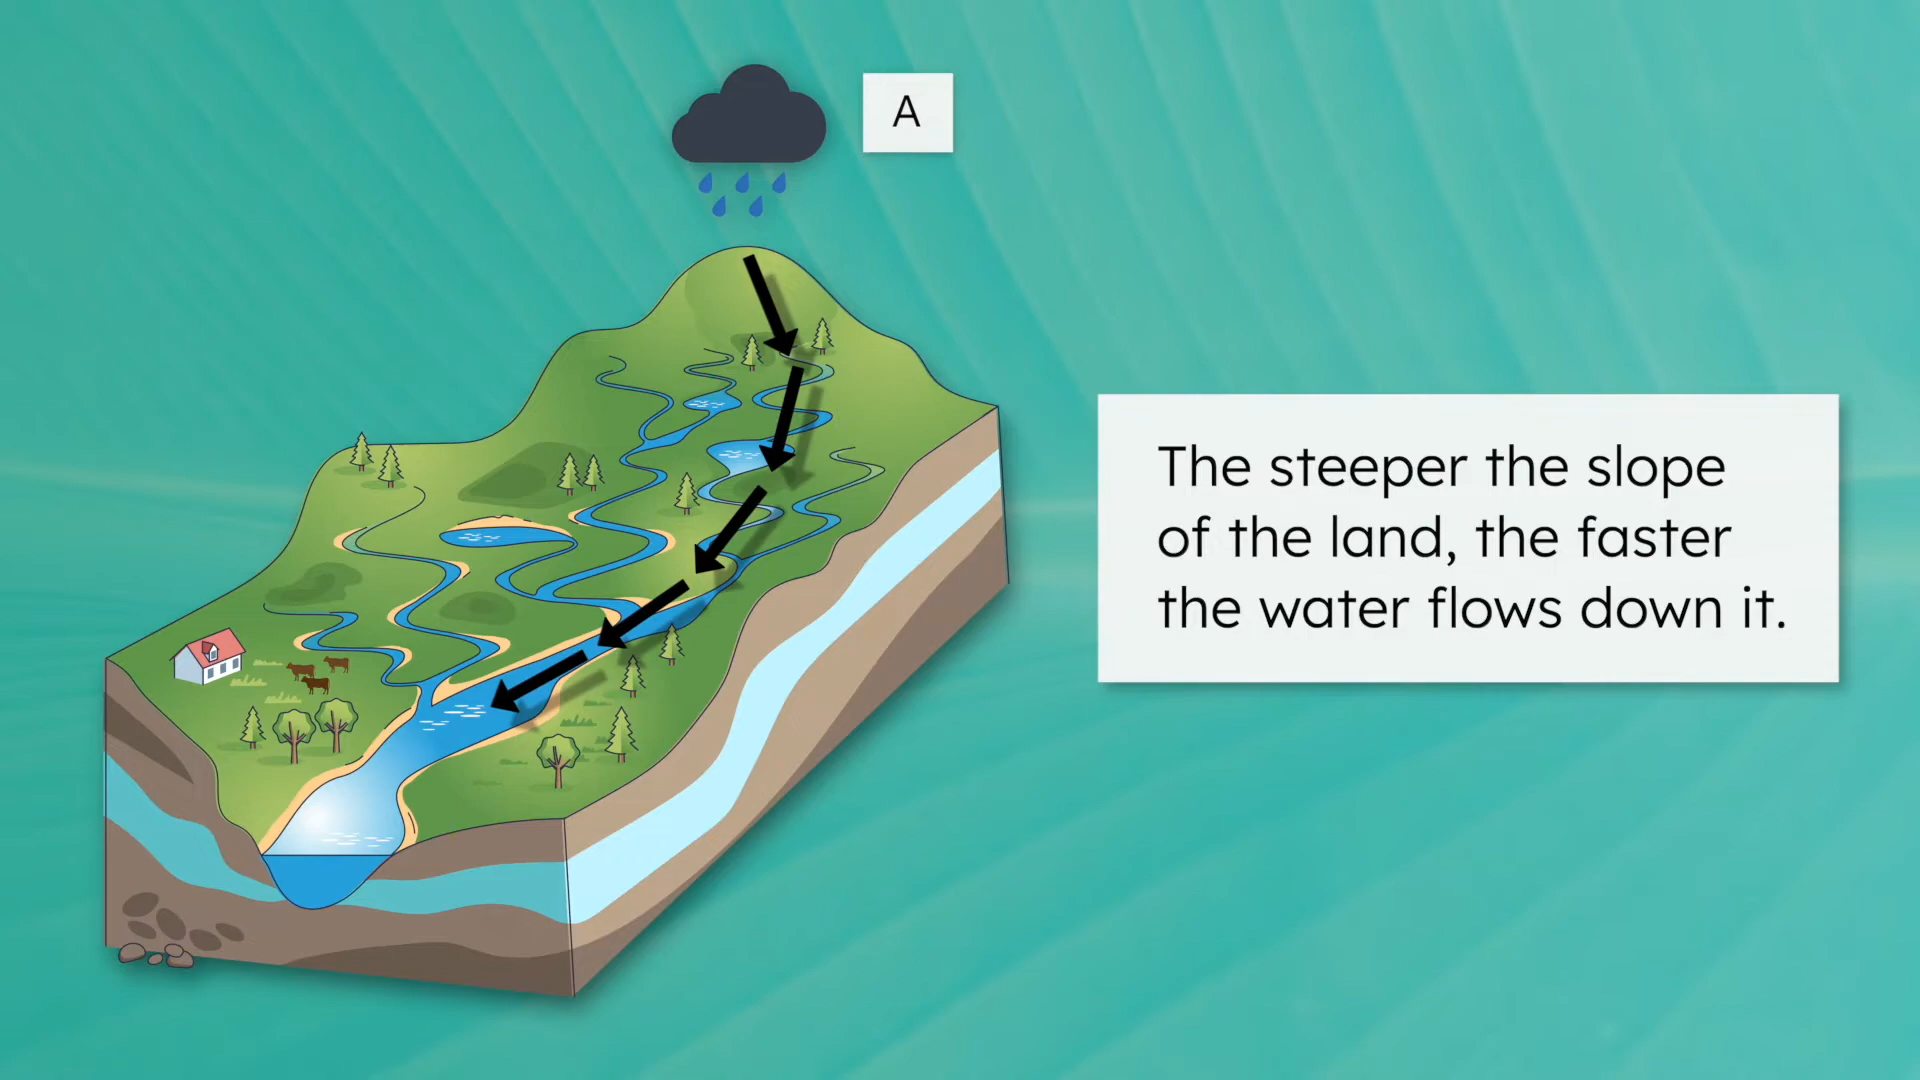 A
The steeper the slope
of the land, the faster
the water flows down it.